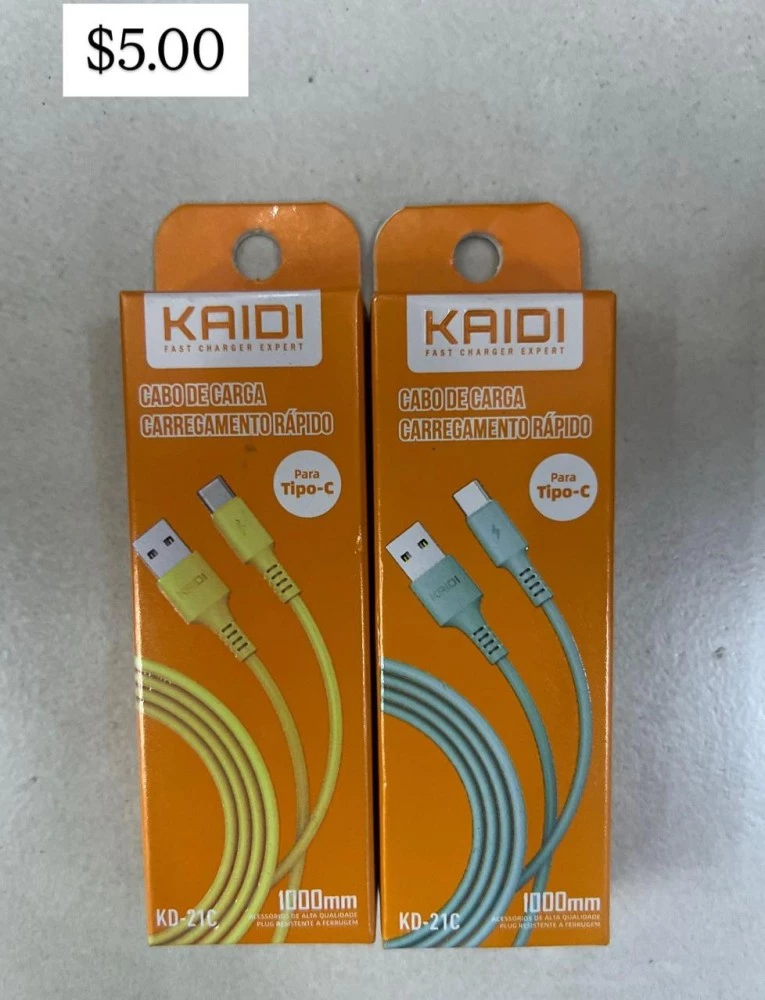 $5.00
KAIDI
FAST CHARGER EXPERT
CABO DE CARGA
CARREGAMENTO RÁPIDO
Para
Tipo-C
KAIDI
1000mm
KD-21C
ACESSÓRIOS DE ALTA QUALIDADE
PLUG RESISTENTE A FERRUGEM
KAIDI
FAST CHARGER EXPERT
CABO DE CARGA
CARREGAMENTO RÁPIDO
Para
Tipo-C
KAIDI
1000mm
KD-21C
ACESSÓRIOS DE ALTA QUALIDADE
PLUG RESISTENTE A FERRUGEM